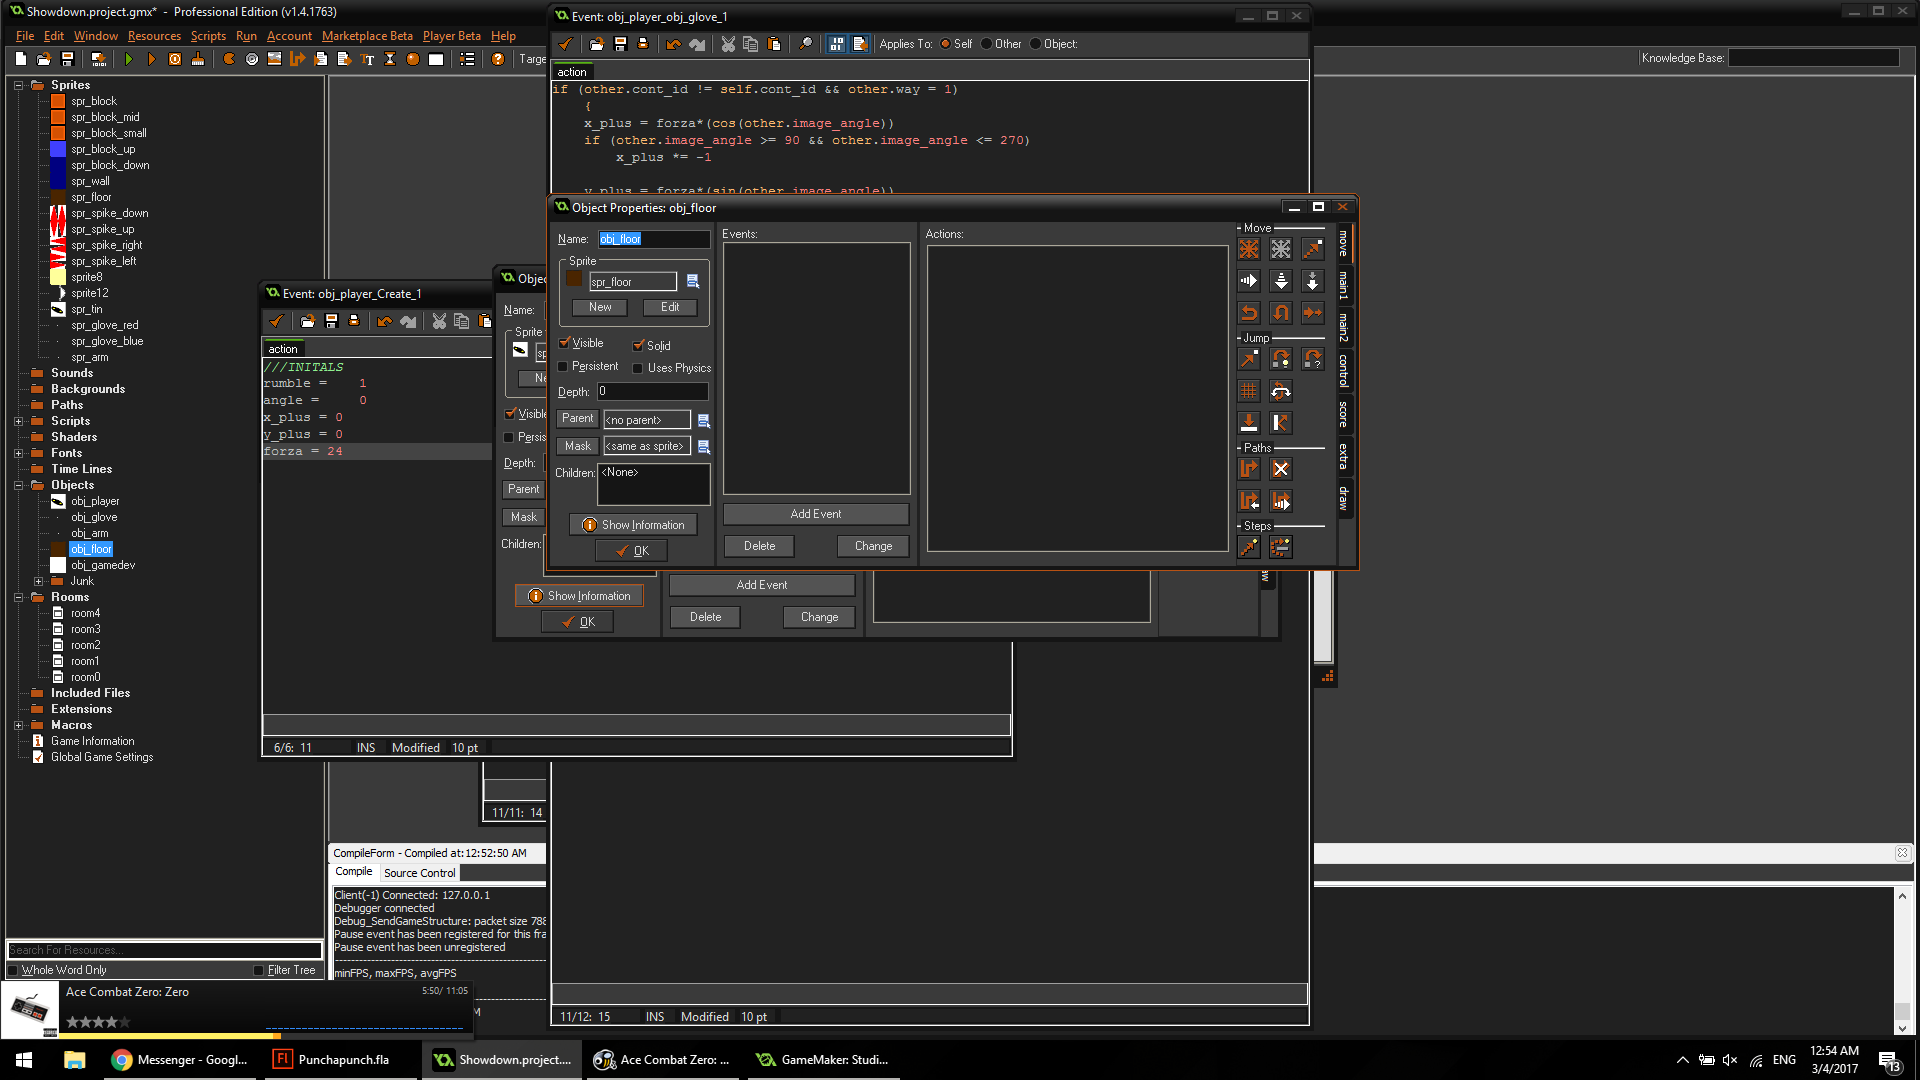 Showdown.project.gmx*  -  Professional Edition (v1.4.1763)
File Edit Window Resources Scripts Run Account Marketplace Beta Player Beta Help
Knowledge Base:
Sprites
spr_block
spr_block_mid
spr_block_small
spr_block_up
spr_block_down
spr_wall
spr_floor
spr_spike_down
spr_spike_up
spr_spike_right
spr_spike_left
sprite8
sprite12
spr_tin
spr_glove_red
spr_glove_blue
spr_arm
Sounds
Backgrounds
Paths
Scripts
Shaders
Fonts
Time Lines
Objects
obj_player
obj_glove
obj_arm
obj_floor
obj_gamedev
Junk
Rooms
room4
room3
room2
room1
room0
Included Files
Extensions
Macros
Game Information
Global Game Settings
Search For Resources...
Whole Word Only Filter Tree
Event: obj_player_obj_glove_1
Applies To: Self Other Object:
action
if (other.cont_id != self.cont_id && other.way = 1)
{
x_plus = forza*(cos(other.image_angle))
if (other.image_angle >= 90 && other.image_angle <= 270)
x_plus *= -1
y_plus = forza*(sin(other.image_angle))
11/12: 15 INS Modified 10 pt
Object Properties: obj_floor
Name: obj_floor
Sprite
spr_floor
New Edit
Visible Solid
Persistent Uses Physics
Depth: 0
Parent <no parent>
Mask <same as sprite>
Children: <None>
Show Information
OK
Events:
Add Event
Delete Change
Actions:
Move
Jump
Paths
Steps
move
main1
main2
control
score
extra
draw
Name:
Sprite
Depth:
Parent
Mask
Children:
Show Information
OK
Add Event
Delete Change
Event: obj_player_Create_1
action
///INITALS
rumble = 1
angle = 0
x_plus = 0
y_plus = 0
forza = 24
6/6: 11 INS Modified 10 pt
11/11: 14
CompileForm - Compiled at:12:52:50 AM
Compile Source Control
Client(-1) Connected: 127.0.0.1
Debugger connected
Debug_SendGameStructure: packet size 788
Pause event has been registered for this fra
Pause event has been unregistered
minFPS, maxFPS, avgFPS
Ace Combat Zero: Zero 5:50/ 11:05
Messenger - Googl...
Punchapunch.fla
Showdown.project....
Ace Combat Zero: ...
GameMaker: Studi...
ENG
12:54 AM
3/4/2017
13